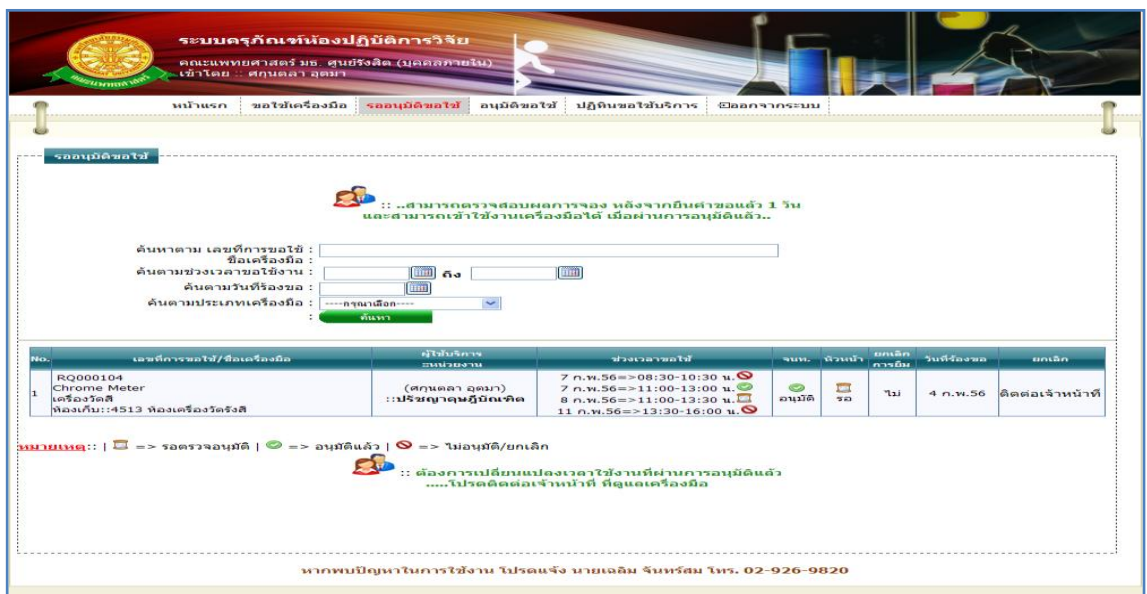 ระบบครุภัณฑ์ห้องปฏิบัติการวิจัย
คณะแพทยศาสตร์ มธ. ศูนย์รังสิต (บุคคลภายใน)
เข้าโดย :: ศกุนตลา อุตมา
หน้าแรก ขอใช้เครื่องมือ รออนุมัติขอใช้ อนุมัติขอใช้ ปฏิทินขอใช้บริการ ออกจากระบบ
รออนุมัติขอใช้
:: ..สามารถตรวจสอบผลการจอง หลังจากยืนคำขอแล้ว 1 วัน
และสามารถเข้าใช้งานเครื่องมือได้ เมื่อผ่านการอนุมัติแล้ว..
ค้นหาตาม เลขที่การขอใช้ :
ชื่อเครื่องมือ :
ค้นตามช่วงเวลาขอใช้งาน : ถึง
ค้นตามวันที่ร้องขอ :
ค้นตามประเภทเครื่องมือ : ----กรุณาเลือก----
: ค้นหา
No. เลขที่การขอใช้/ชื่อเครื่องมือ ผู้ใช้บริการ ::หน่วยงาน ช่วงเวลาขอใช้ จนท. หัวหน้า ยกเลิกการยืม วันที่ร้องขอ ยกเลิก
1 RQ000104
Chrome Meter
เครื่องวัดสี
ห้องเก็บ::4513 ห้องเครื่องวัดรังสี
(ศกุนตลา อุตมา)
::ปรัชญาดุษฎีบัณฑิต
7 ก.พ.56=>08:30-10:30 น.
7 ก.พ.56=>11:00-13:00 น.
8 ก.พ.56=>11:00-13:30 น.
11 ก.พ.56=>13:30-16:00 น.
อนุมัติ รอ ไม่ 4 ก.พ.56 ติดต่อเจ้าหน้าที่
หมายเหตุ:: | => รอตรวจอนุมัติ | => อนุมัติแล้ว | => ไม่อนุมัติ/ยกเลิก
:: ต้องการเปลี่ยนแปลงเวลาใช้งานที่ผ่านการอนุมัติแล้ว
.....โปรดติดต่อเจ้าหน้าที่ ที่ดูแลเครื่องมือ
หากพบปัญหาในการใช้งาน โปรดแจ้ง นายเฉลิม จันทร์สม โทร. 02-926-9820